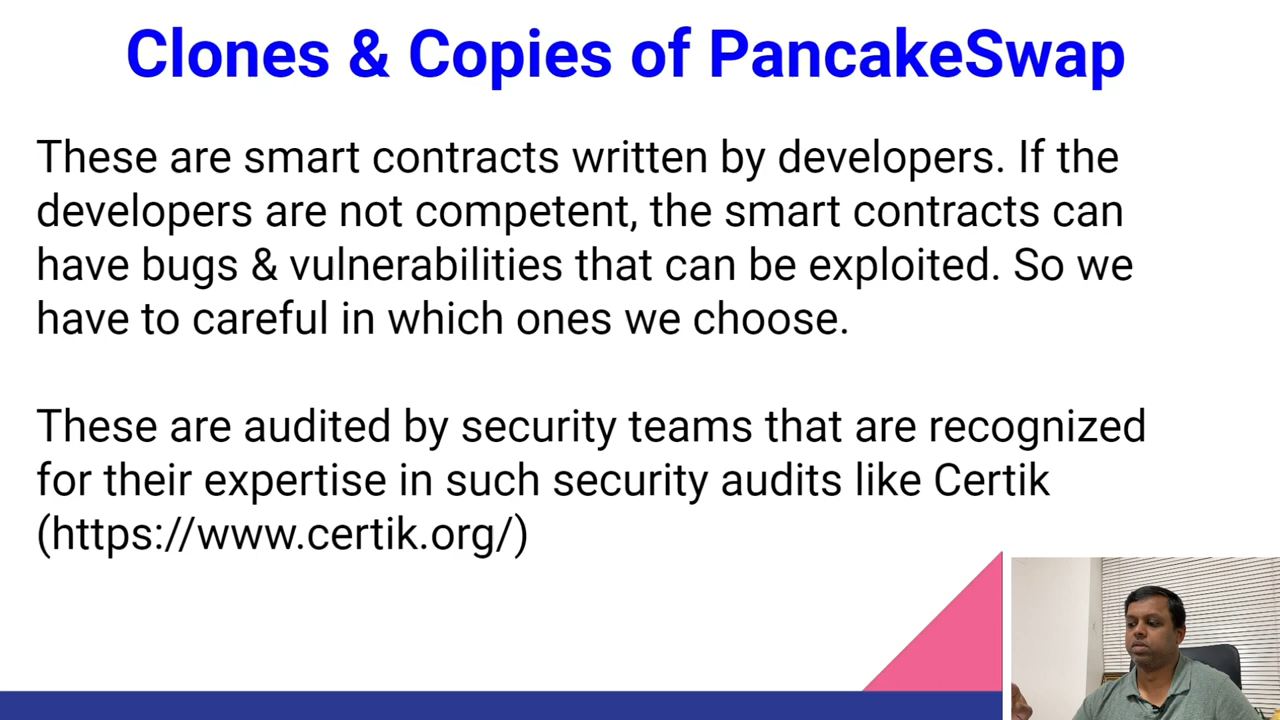 Clones & Copies of PancakeSwap
These are smart contracts written by developers. If the
developers are not competent, the smart contracts can
have bugs & vulnerabilities that can be exploited. So we
have to careful in which ones we choose.
These are audited by security teams that are recognized
for their expertise in such security audits like Certik
(https://www.certik.org/)